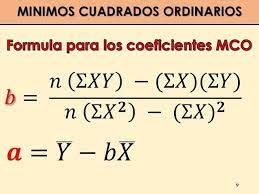 MINIMOS CUADRADOS ORDINARIOS
Formula para los coeficientes MCO
b = n (ΣXY) − (ΣX)(ΣY) / n (ΣX²) − (ΣX)²
a = Y̅ − bX̅
9